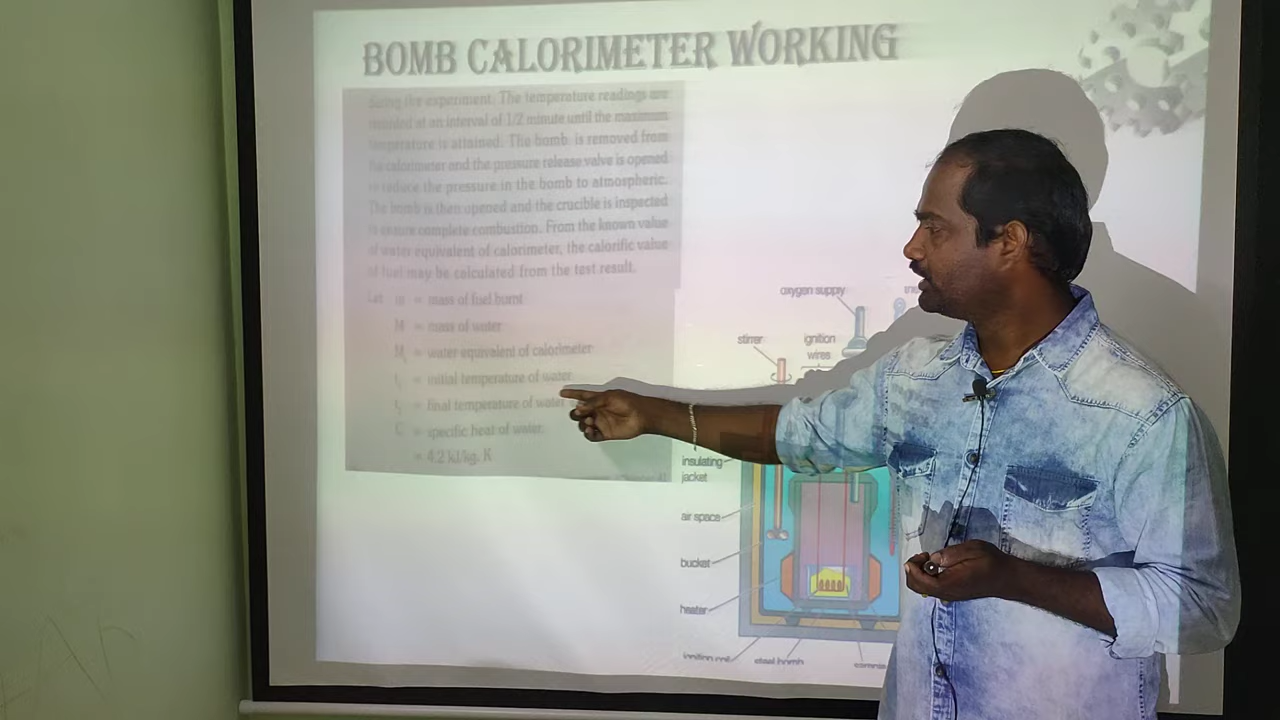 BOMB CALORIMETER WORKING
the experiment. The temperature readings are
recorded at an interval of 1/2 minute until the maximum
temperature is attained. The bomb is removed from
the calorimeter and the pressure release valve is opened
to reduce the pressure in the bomb to atmospheric.
The bomb is then opened and the crucible is inspected
to ensure complete combustion. From the known value
of water equivalent of calorimeter, the calorific value
of fuel may be calculated from the test result.
Let m = mass of fuel burnt
M = mass of water
M = water equivalent of calorimeter
t = initial temperature of water
t = final temperature of water
C = specific heat of water
= 4.2 kJ/kg. K
oxygen supply
stirrer
ignition
wires
insulating
jacket
air space
bucket
heater
ignition coil
steel bomb